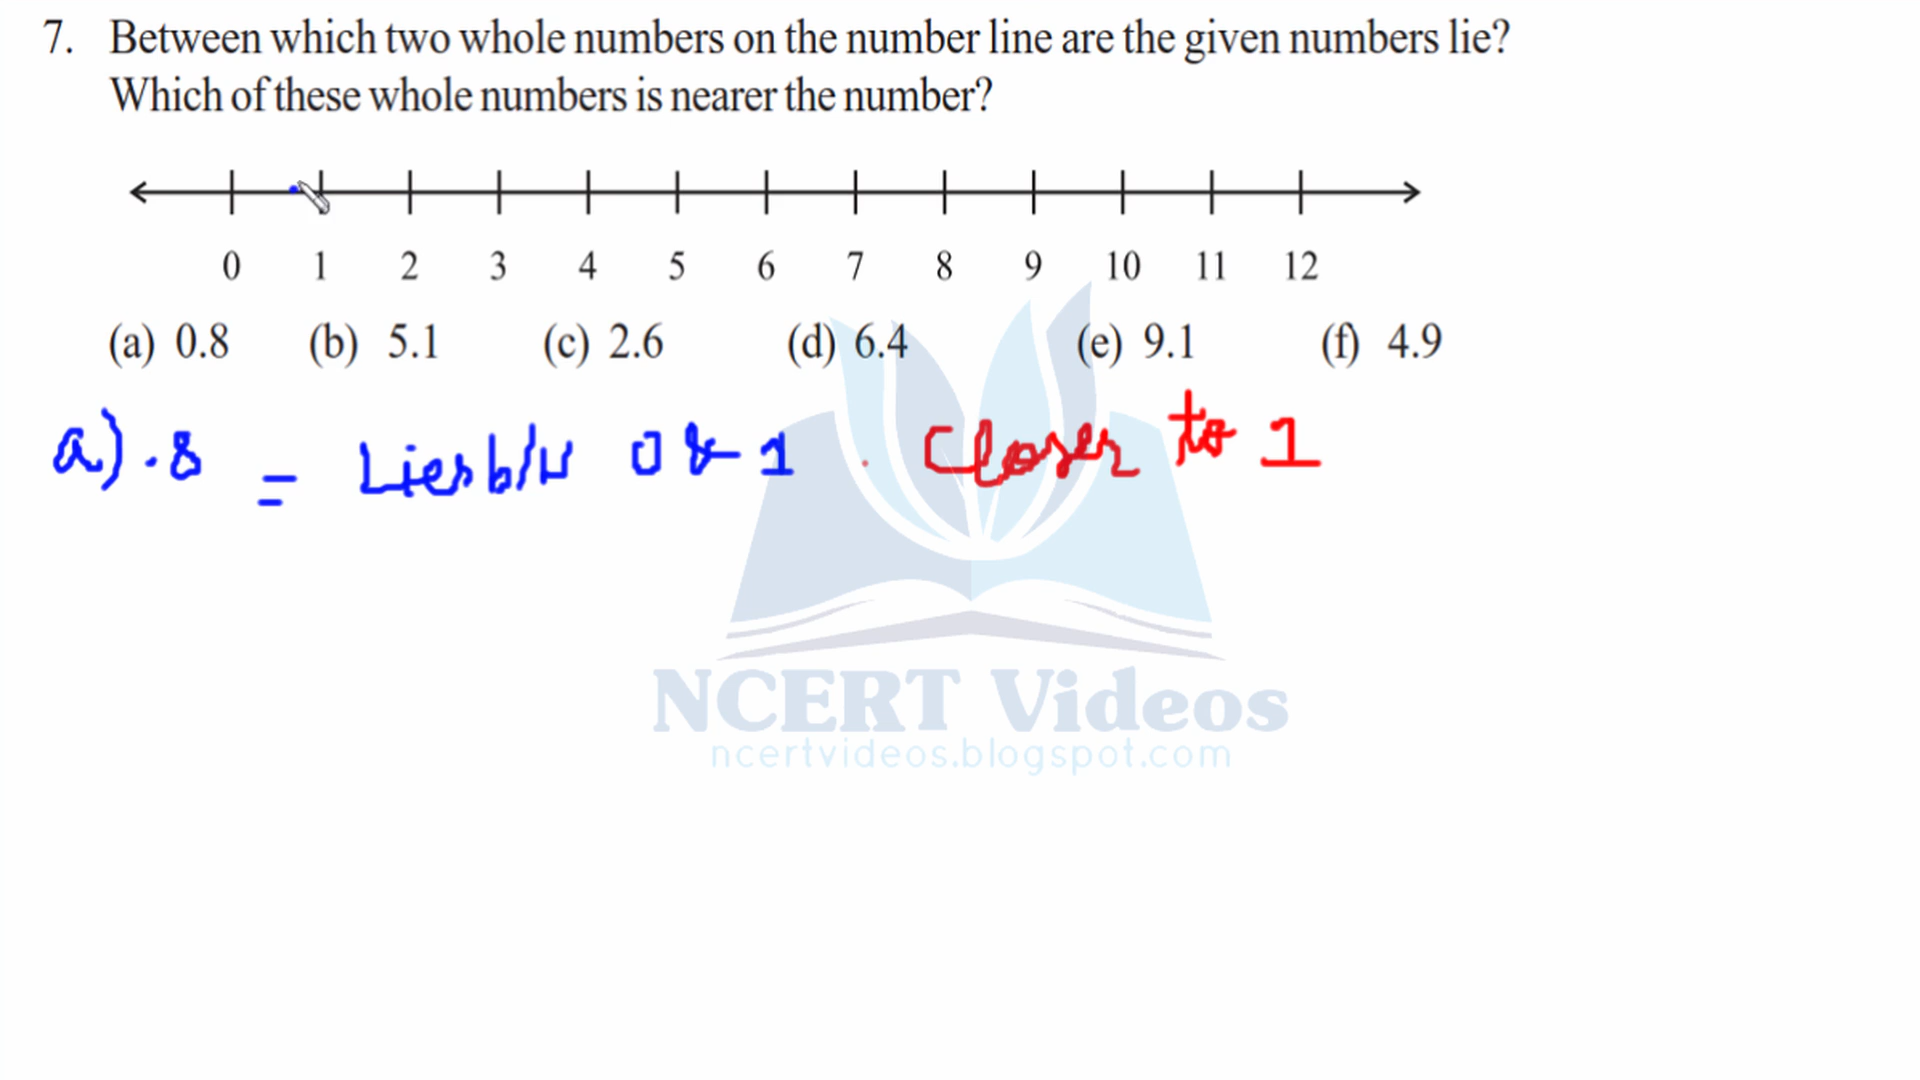 7. Between which two whole numbers on the number line are the given numbers lie?
Which of these whole numbers is nearer the number?
0 1 2 3 4 5 6 7 8 9 10 11 12
(a) 0.8 (b) 5.1 (c) 2.6 (d) 6.4 (e) 9.1 (f) 4.9
a) .8 = Lies b/w 0 & 1 . Closer to 1
NCERT Videos
ncertvideos.blogspot.com